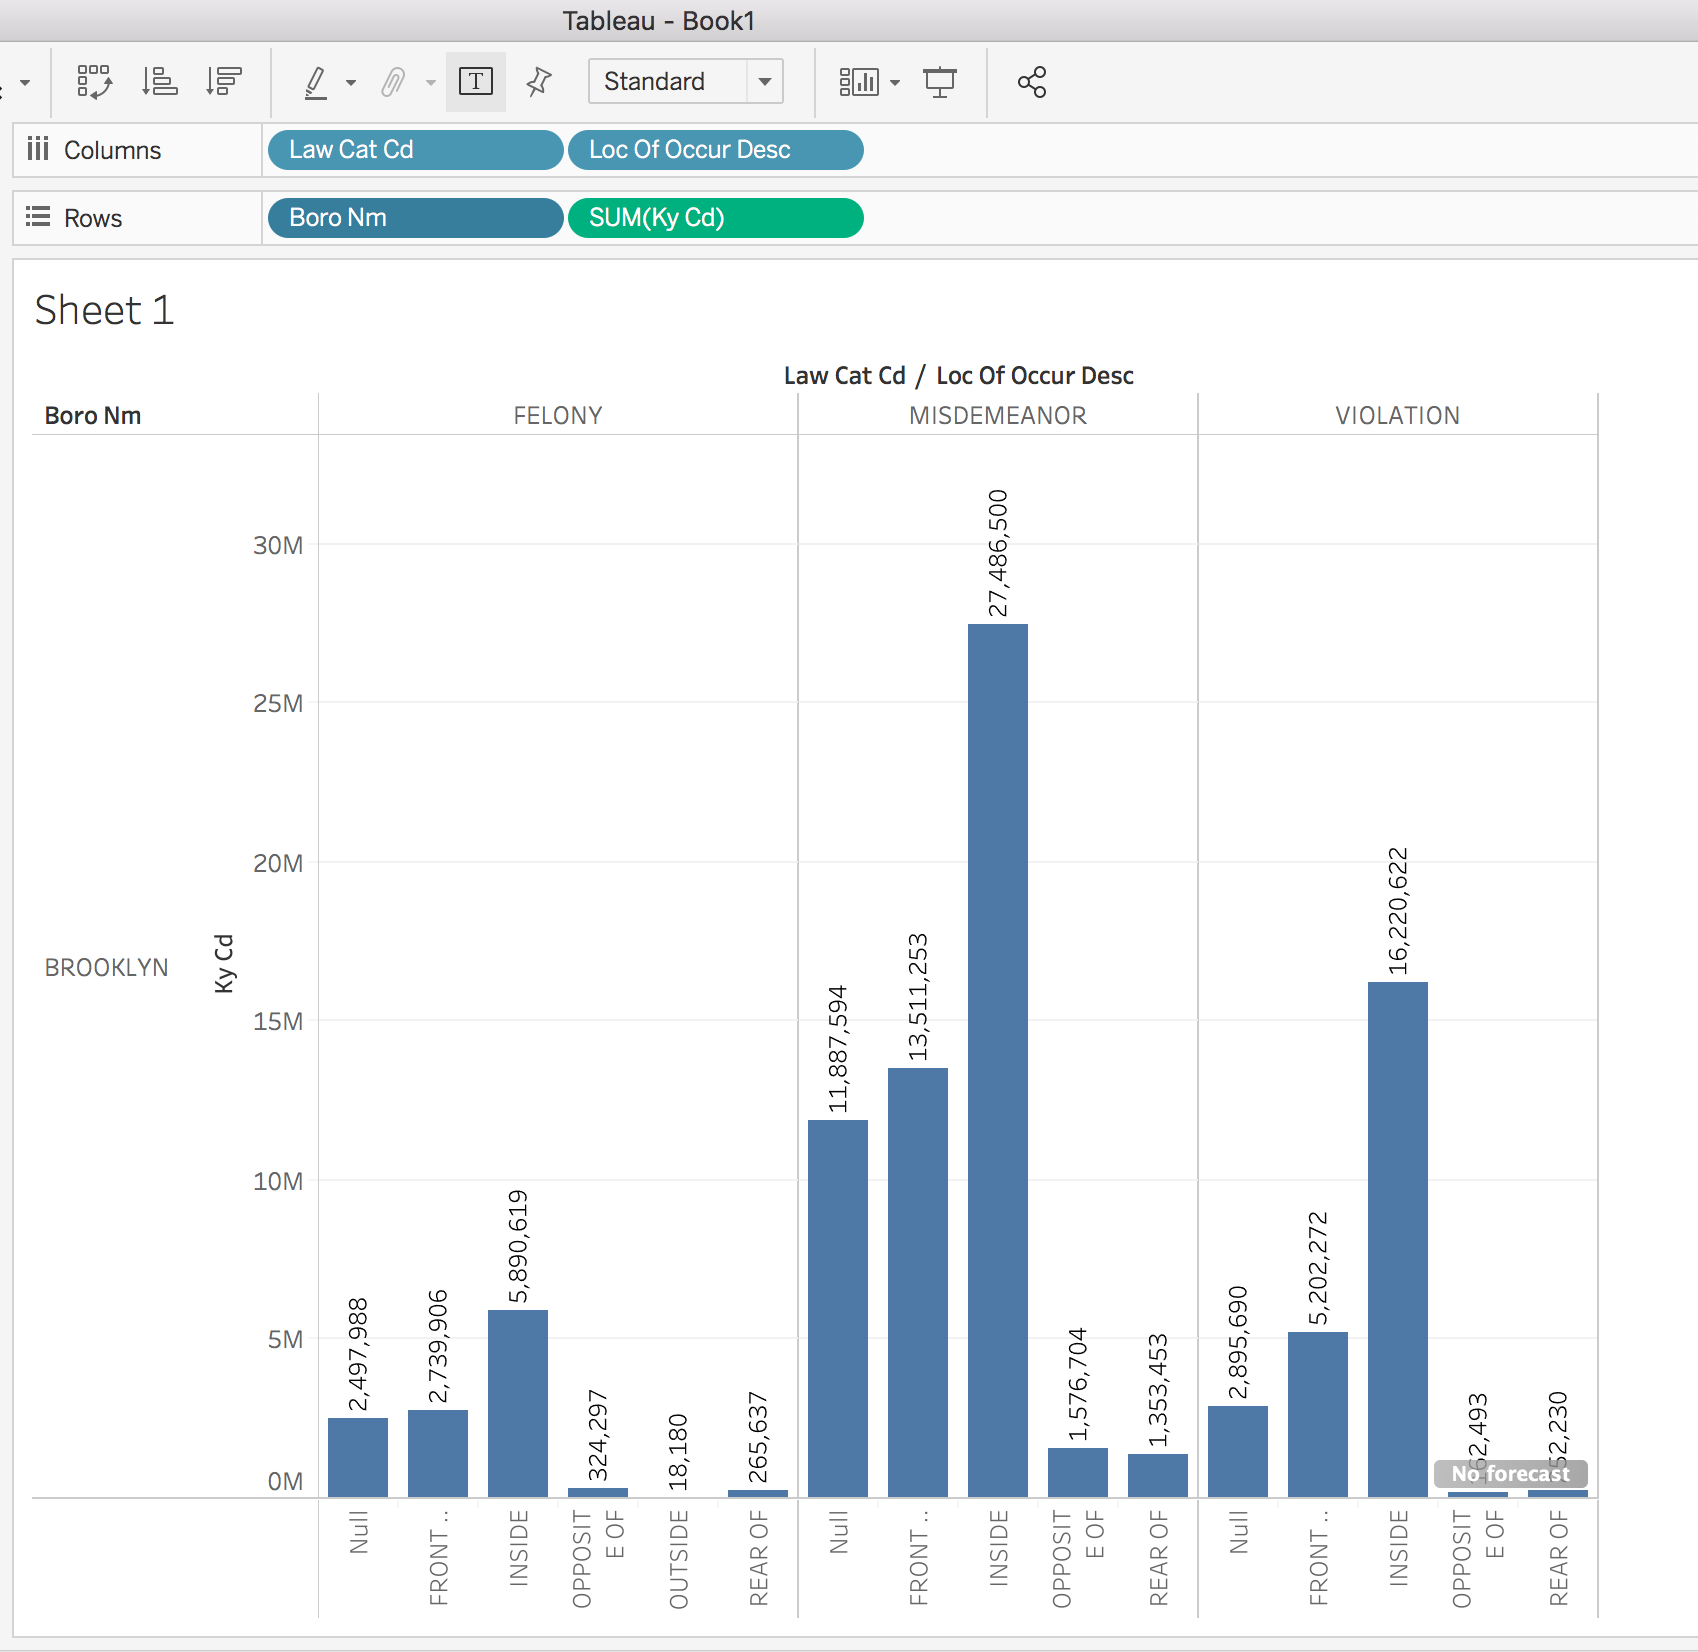 Tableau - Book1
Standard
Columns
Law Cat Cd
Loc Of Occur Desc
Rows
Boro Nm
SUM(Ky Cd)
Sheet 1
Law Cat Cd / Loc Of Occur Desc
Boro Nm
FELONY
MISDEMEANOR
VIOLATION
BROOKLYN
Ky Cd
30M
25M
20M
15M
10M
5M
0M
2,497,988
2,739,906
5,890,619
324,297
18,180
265,637
11,887,594
13,511,253
27,486,500
1,576,704
1,353,453
2,895,690
5,202,272
16,220,622
No forecast
Null
FRONT ..
INSIDE
OPPOSIT
E OF
OUTSIDE
REAR OF
Null
FRONT ..
INSIDE
OPPOSIT
E OF
REAR OF
Null
FRONT ..
INSIDE
OPPOSIT
E OF
REAR OF